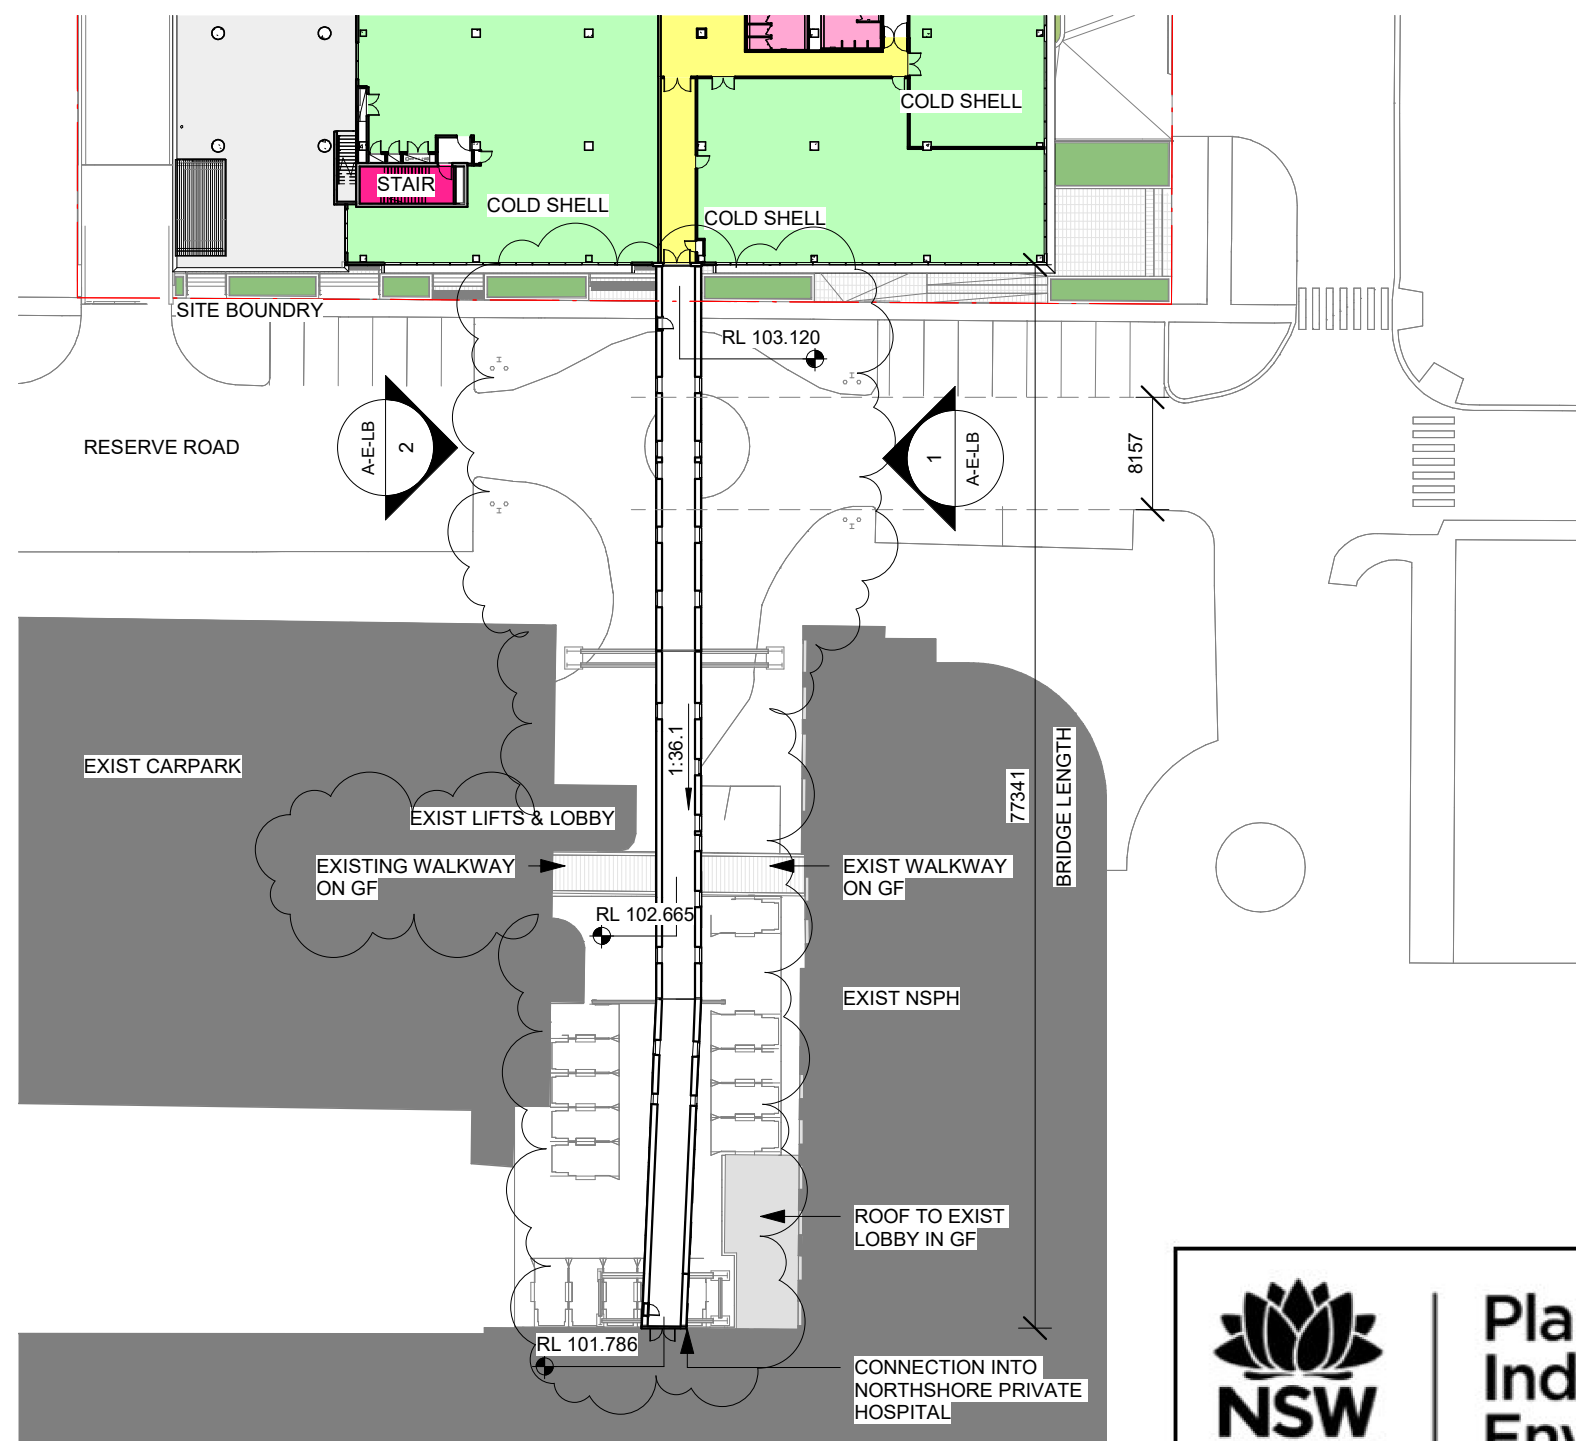 COLD SHELL
STAIR
COLD SHELL
COLD SHELL
SITE BOUNDRY
RL 103.120
RESERVE ROAD
A-E-LB
2
1
A-E-LB
8157
EXIST CARPARK
1:36.1
77341
BRIDGE LENGTH
EXIST LIFTS & LOBBY
EXISTING WALKWAY
ON GF
EXIST WALKWAY
ON GF
RL 102.665
EXIST NSPH
ROOF TO EXIST
LOBBY IN GF
RL 101.786
CONNECTION INTO
NORTHSHORE PRIVATE
HOSPITAL
NSW
Pla
Ind
Env